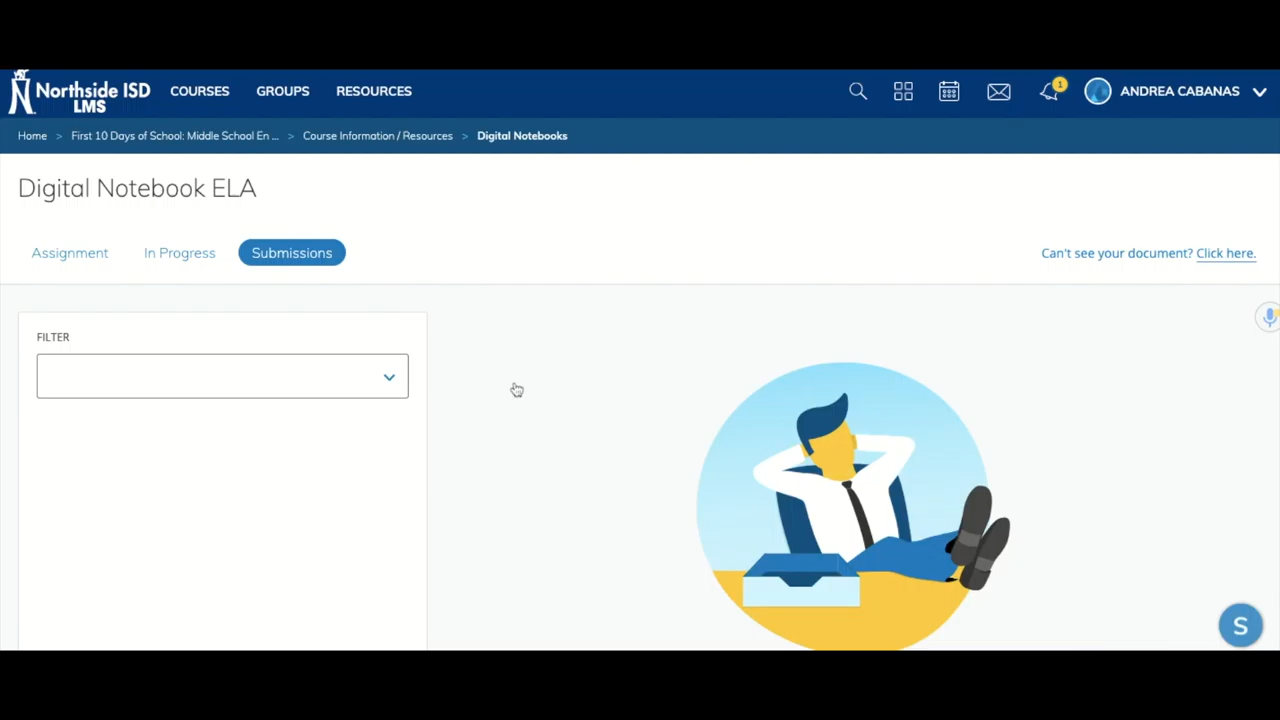 Northside ISD
LMS
COURSES
GROUPS
RESOURCES
1
ANDREA CABANAS
Home > First 10 Days of School: Middle School En ... > Course Information / Resources > Digital Notebooks
Digital Notebook ELA
Assignment
In Progress
Submissions
Can't see your document? Click here.
FILTER
S